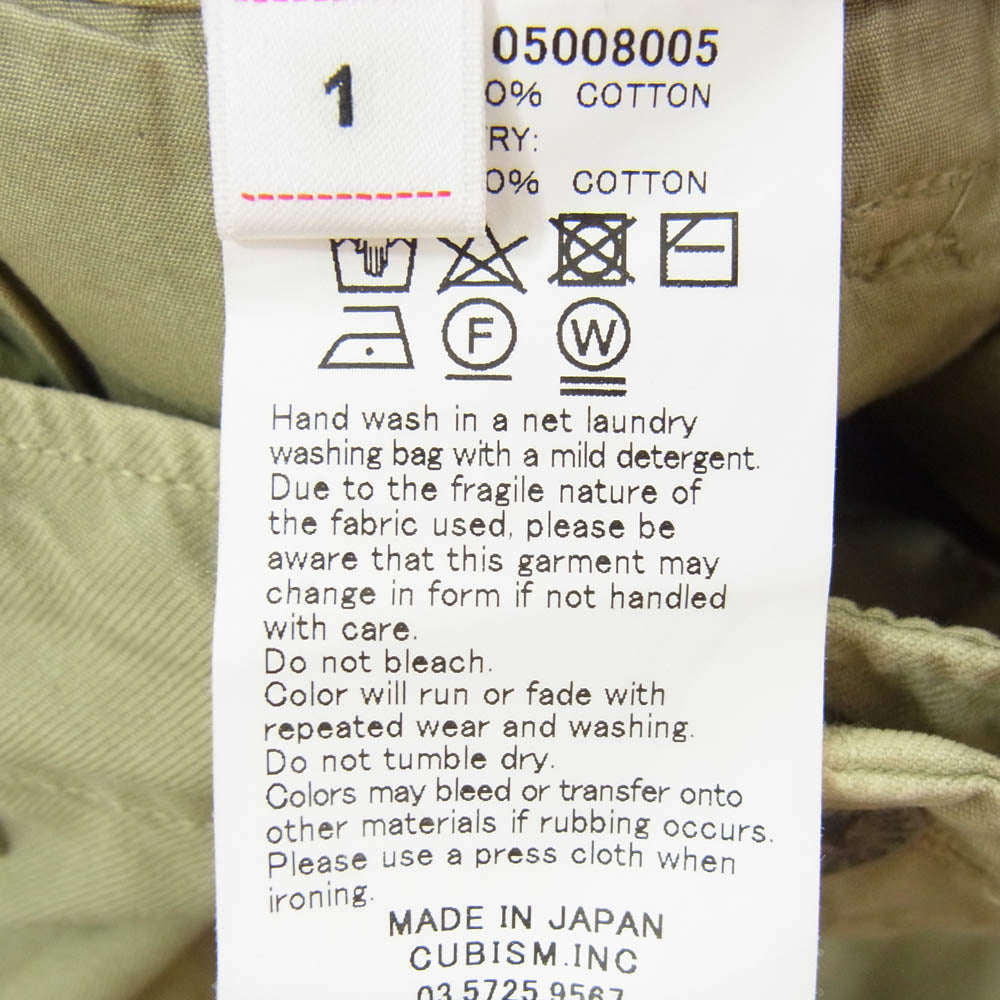 1
05008005
0% COTTON
RY:
0% COTTON
F
W
Hand wash in a net laundry
washing bag with a mild detergent.
Due to the fragile nature of
the fabric used, please be
aware that this garment may
change in form if not handled
with care.
Do not bleach.
Color will run or fade with
repeated wear and washing.
Do not tumble dry.
Colors may bleed or transfer onto
other materials if rubbing occurs.
Please use a press cloth when
ironing.
MADE IN JAPAN
CUBISM.INC
03.5725.9567